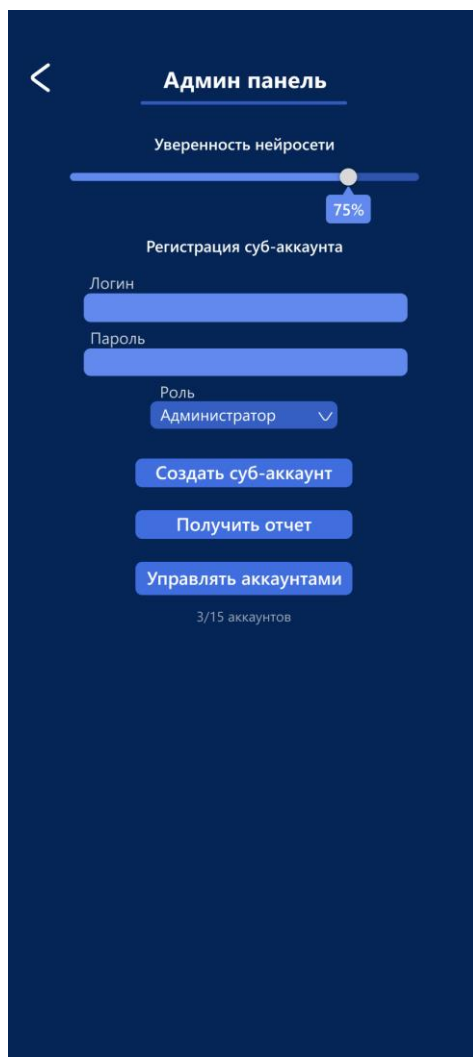 Админ панель
Уверенность нейросети
75%
Регистрация суб-аккаунта
Логин
Пароль
Роль
Администратор
Создать суб-аккаунт
Получить отчет
Управлять аккаунтами
3/15 аккаунтов